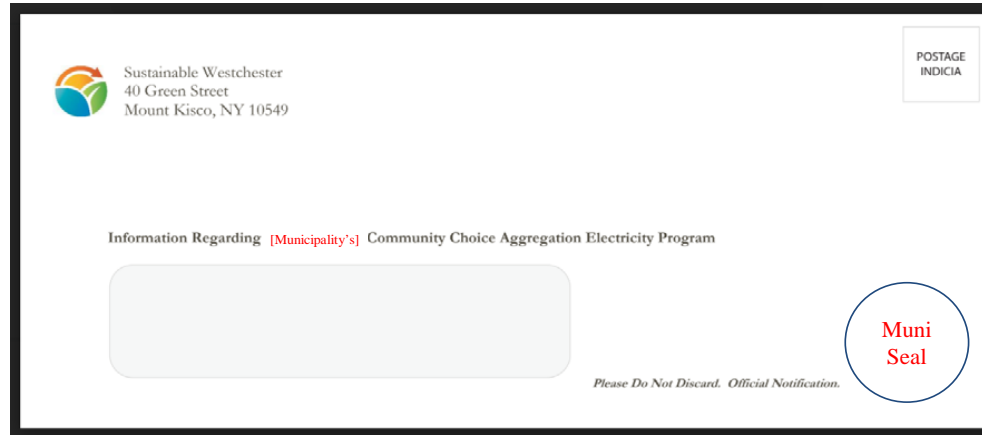 POSTAGE
INDICIA
Sustainable Westchester
40 Green Street
Mount Kisco, NY 10549
Information Regarding [Municipality's] Community Choice Aggregation Electricity Program
Muni
Seal
Please Do Not Discard. Official Notification.